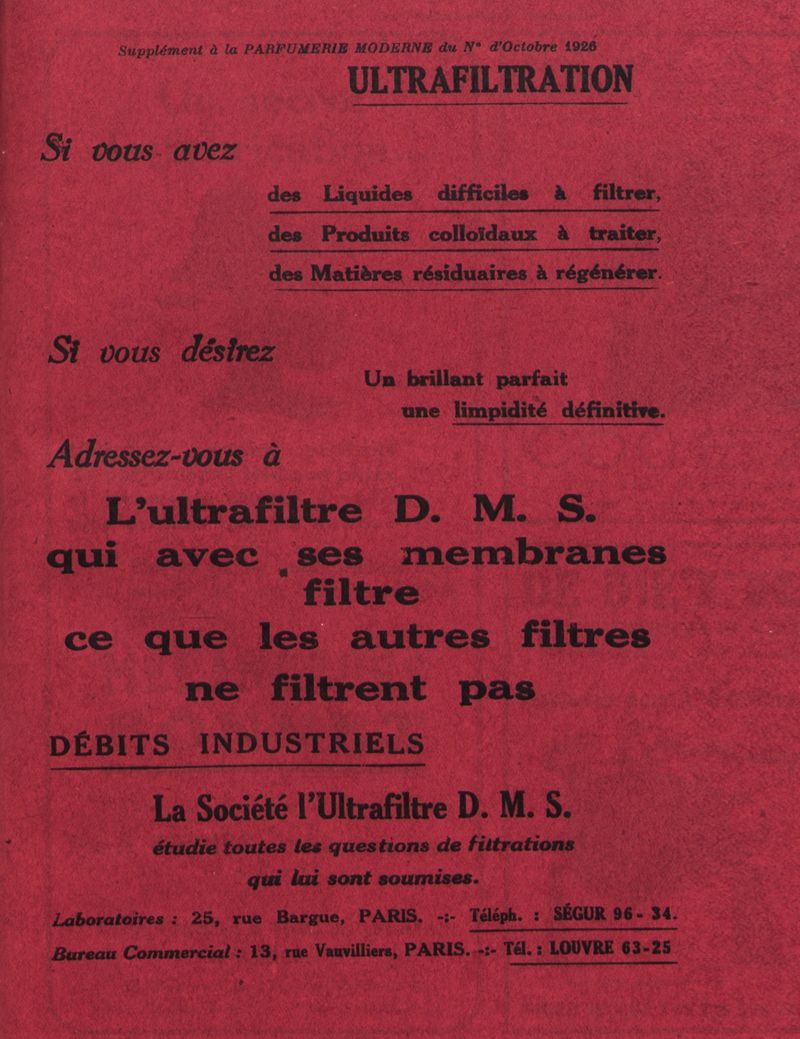 Supplément à la PARFUMERIE MODERNE du N° d'Octobre 1926
ULTRAFILTRATION
Si vous avez
des Liquides difficiles à filtrer,
des Produits colloïdaux à traiter,
des Matières résiduaires à régénérer.
Si vous désirez
Un brillant parfait
une limpidité définitive.
Adressez-vous à
L'ultrafiltre D. M. S.
qui avec ses membranes
filtre
ce que les autres filtres
ne filtrent pas
DÉBITS INDUSTRIELS
La Société l'Ultrafiltre D. M. S.
étudie toutes les questions de filtrations
qui lui sont soumises.
Laboratoires : 25, rue Bargue, PARIS. -:- Téléph. : SÉGUR 96-34.
Bureau Commercial : 13, rue Vauvilliers, PARIS. -:- Tél. : LOUVRE 63-25